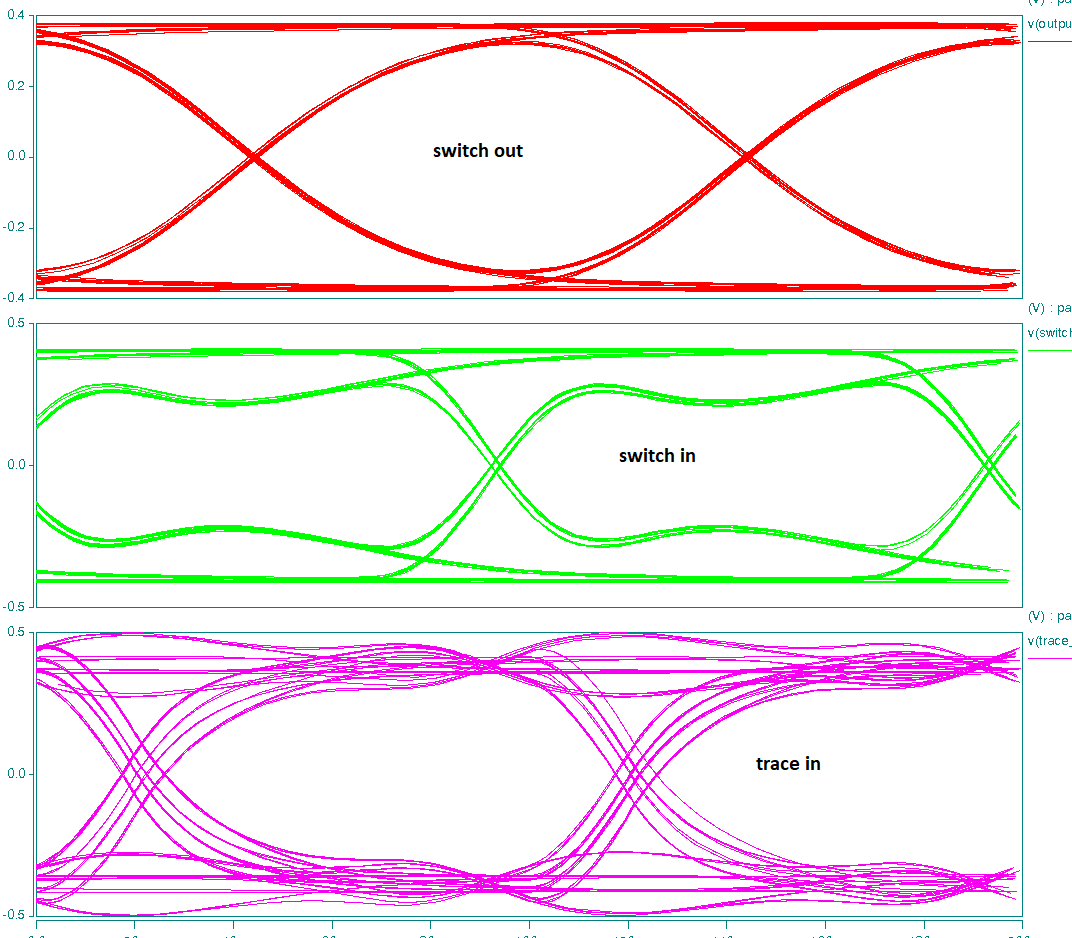 (V) : pa
0.4
v(outpu
0.2
0.0
switch out
-0.2
-0.4
(V) : pa
0.5
v(switch
0.0
switch in
-0.5
(V) : pa
0.5
v(trace_
0.0
trace in
-0.5